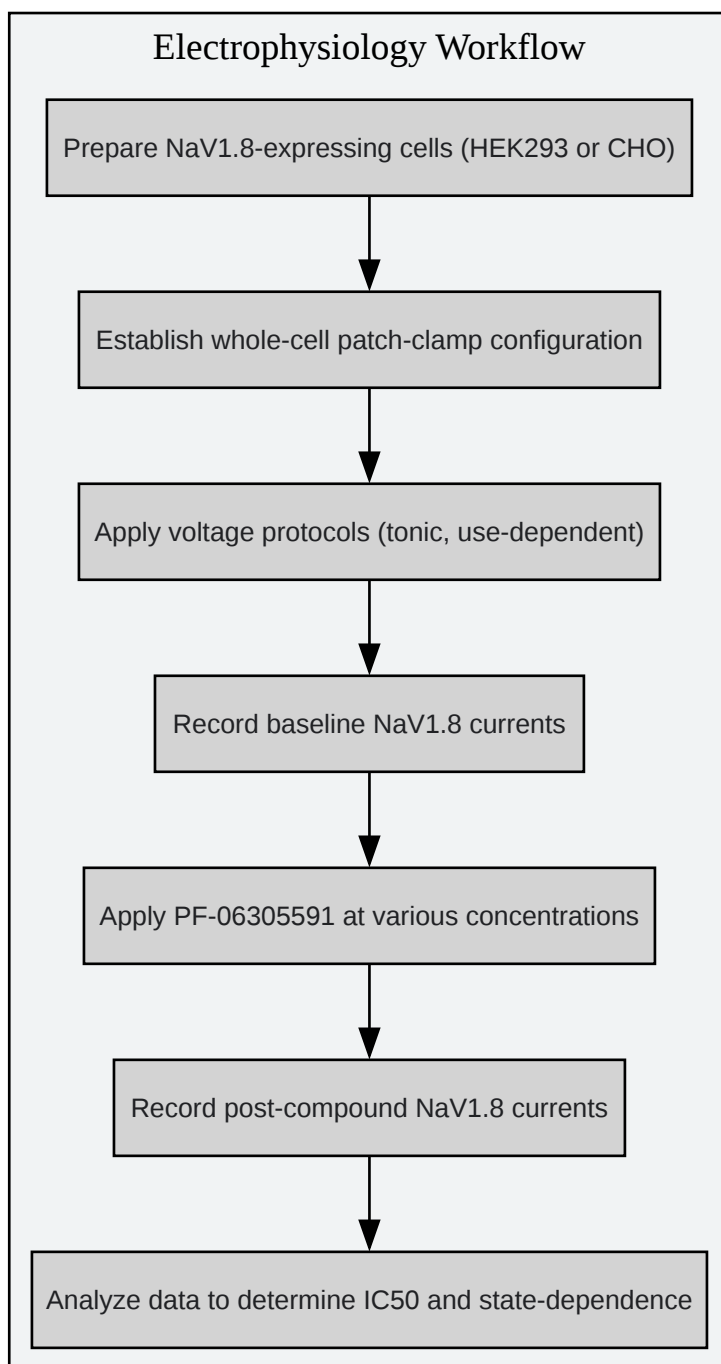 Electrophysiology Workflow
Prepare NaV1.8-expressing cells (HEK293 or CHO)
Establish whole-cell patch-clamp configuration
Apply voltage protocols (tonic, use-dependent)
Record baseline NaV1.8 currents
Apply PF-06305591 at various concentrations
Record post-compound NaV1.8 currents
Analyze data to determine IC50 and state-dependence